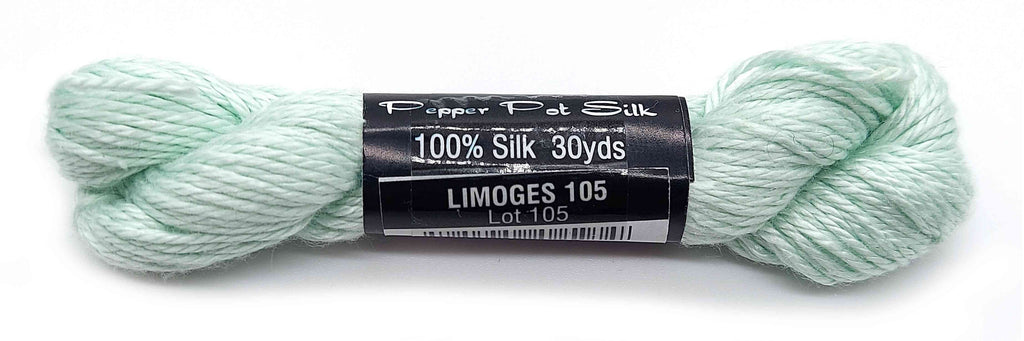 Pepper Pot Silk
100% Silk 30yds
LIMOGES 105
Lot 105